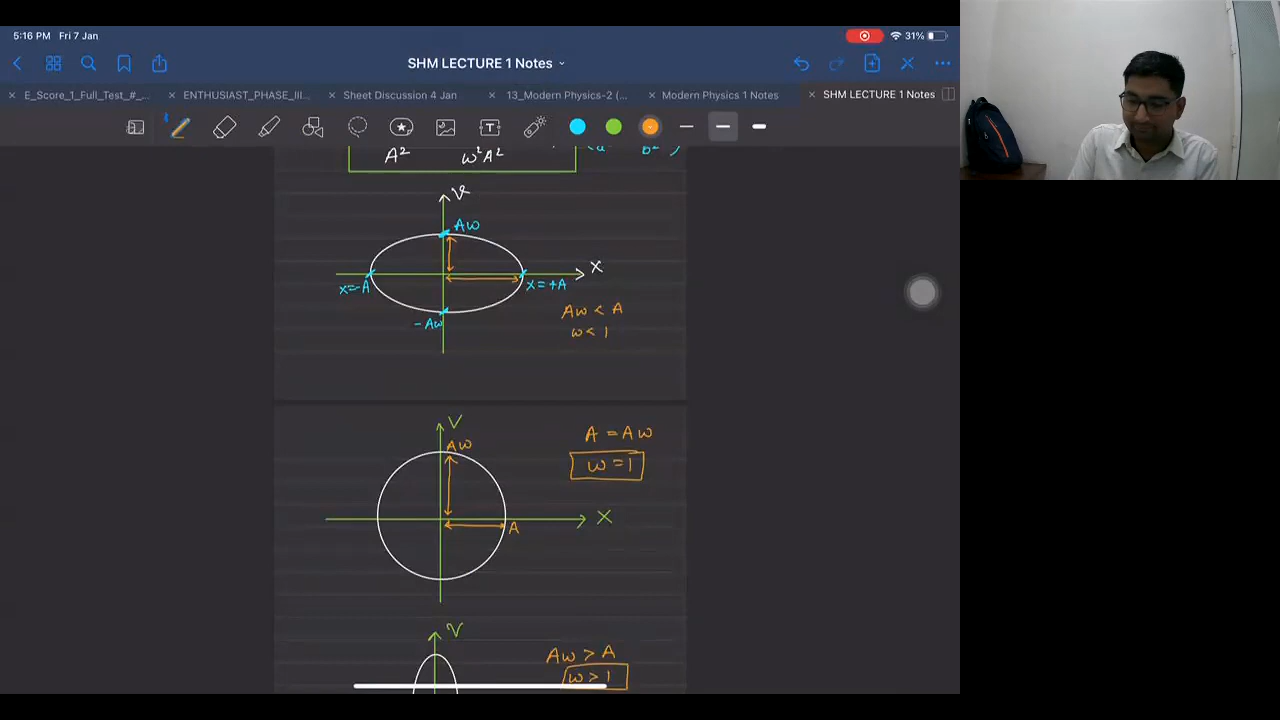 5:16 PM Fri 7 Jan
31%
SHM LECTURE 1 Notes
E_Score_1_Full_Test_#_...
ENTHUSIAST_PHASE_III...
Sheet Discussion 4 Jan
13_Modern Physics-2 (...
Modern Physics 1 Notes
SHM LECTURE 1 Notes
A² ω²A²
v
Aω
x
x=-A
x=+A
-Aω
Aω < A
ω < 1
V
Aω
A = Aω
ω = 1
X
A
V
Aω > A
ω > 1